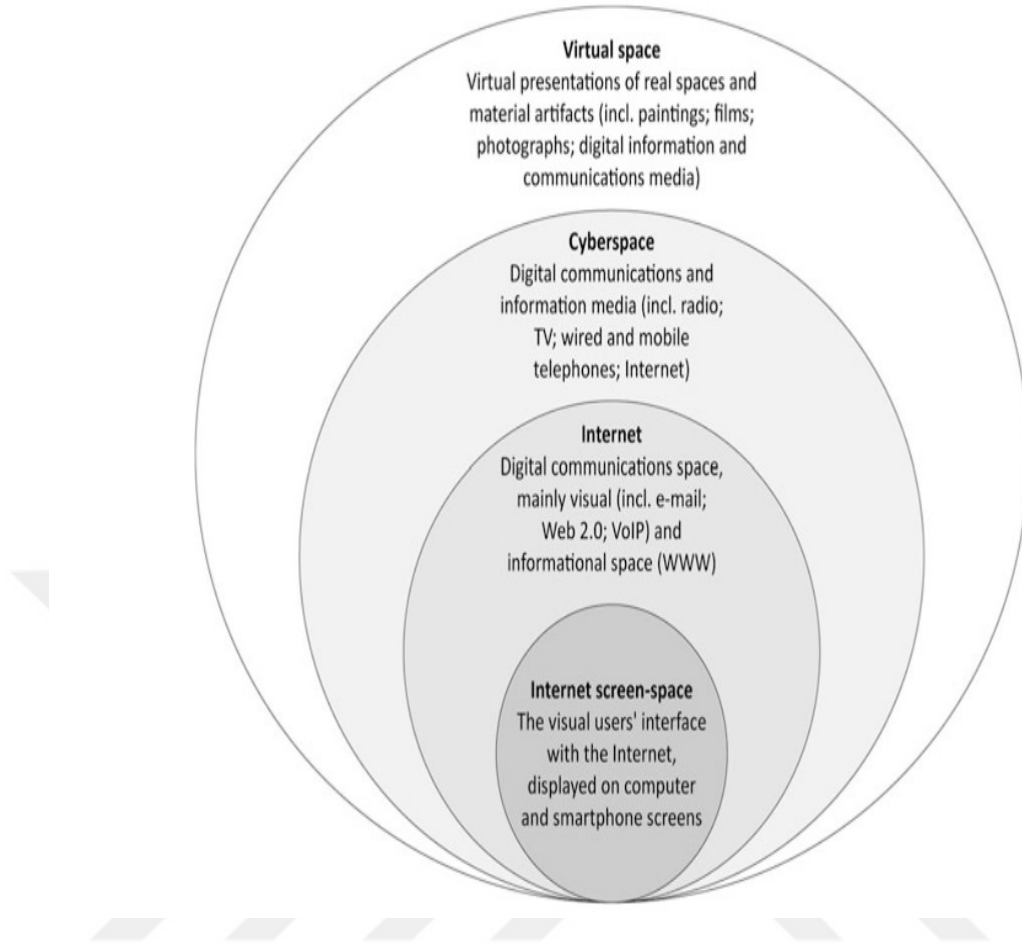 Virtual space
Virtual presentations of real spaces and
material artifacts (incl. paintings; films;
photographs; digital information and
communications media)
Cyberspace
Digital communications and
information media (incl. radio;
TV; wired and mobile
telephones; Internet)
Internet
Digital communications space,
mainly visual (incl. e-mail;
Web 2.0; VoIP) and
informational space (WWW)
Internet screen-space
The visual users' interface
with the Internet,
displayed on computer
and smartphone screens